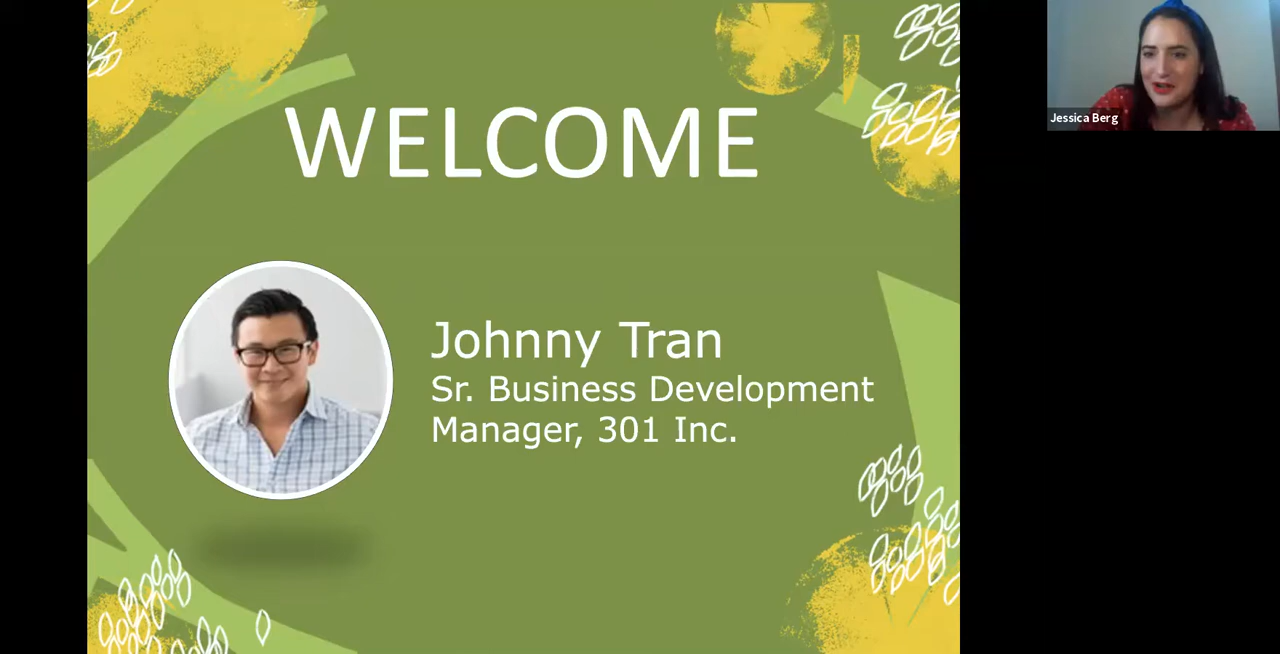 WELCOME
Johnny Tran
Sr. Business Development
Manager, 301 Inc.
Jessica Berg